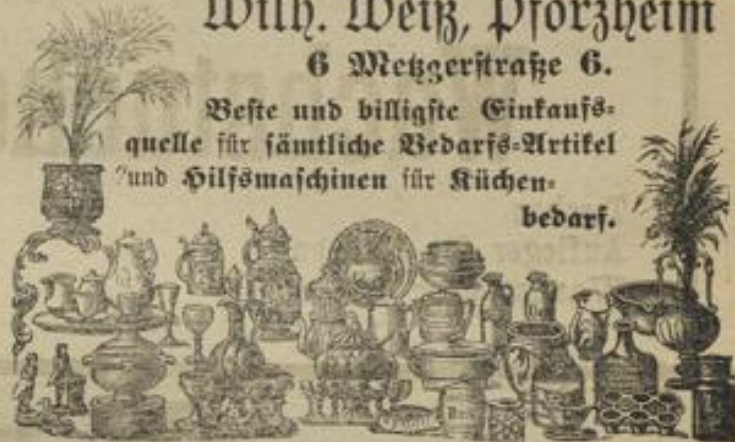 Wilh. Weiß, Pforzheim
6 Metzgerstraße 6.
Beste und billigste Einkaufs-
quelle für sämtliche Bedarfs-Artikel
und Hilfsmaschinen für Küchen-
bedarf.